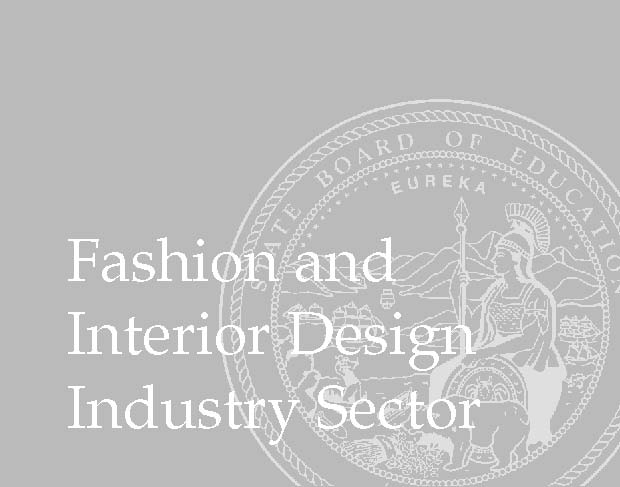 STATE BOARD OF EDUCATION
EUREKA
Fashion and
Interior Design
Industry Sector